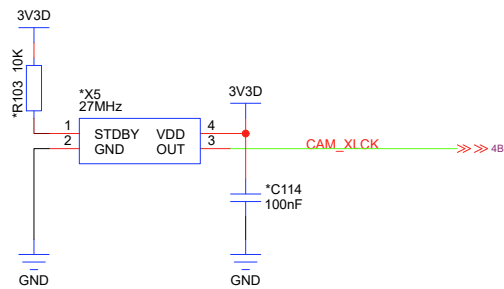 3V3D
*R103 10K
*X5
27MHz
3V3D
1 STDBY VDD 4
2 GND OUT 3
CAM_XLCK
4B
*C114
100nF
GND
GND